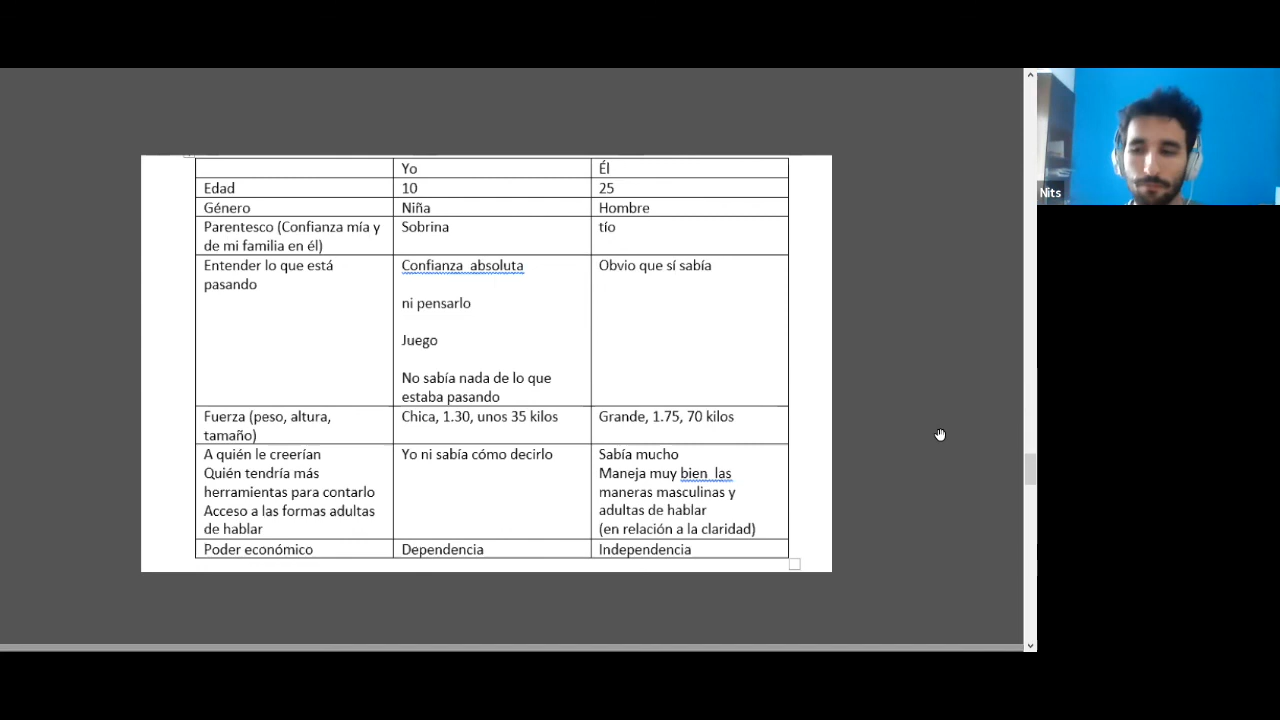 Yo Él
Edad 10 25
Género Niña Hombre
Parentesco (Confianza mía y Sobrina tío
de mi familia en él)
Entender lo que está Confianza absoluta Obvio que sí sabía
pasando
ni pensarlo
Juego
No sabía nada de lo que
estaba pasando
Fuerza (peso, altura, Chica, 1.30, unos 35 kilos Grande, 1.75, 70 kilos
tamaño)
A quién le creerían Yo ni sabía cómo decirlo Sabía mucho
Quién tendría más Maneja muy bien las
herramientas para contarlo maneras masculinas y
Acceso a las formas adultas adultas de hablar
de hablar (en relación a la claridad)
Poder económico Dependencia Independencia
Nits